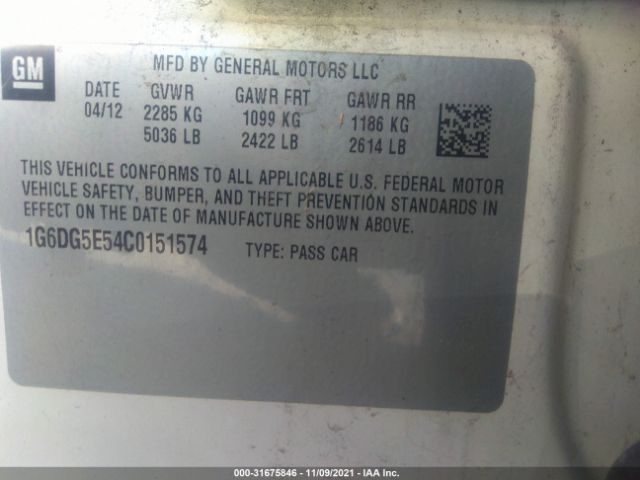 GM
MFD BY GENERAL MOTORS LLC
DATE GVWR GAWR FRT GAWR RR
04/12 2285 KG 1099 KG 1186 KG
5036 LB 2422 LB 2614 LB
THIS VEHICLE CONFORMS TO ALL APPLICABLE U.S. FEDERAL MOTOR
VEHICLE SAFETY, BUMPER, AND THEFT PREVENTION STANDARDS IN
EFFECT ON THE DATE OF MANUFACTURE SHOWN ABOVE.
1G6DG5E54C0151574 TYPE: PASS CAR
000-31675846 - 11/09/2021 - IAA Inc.